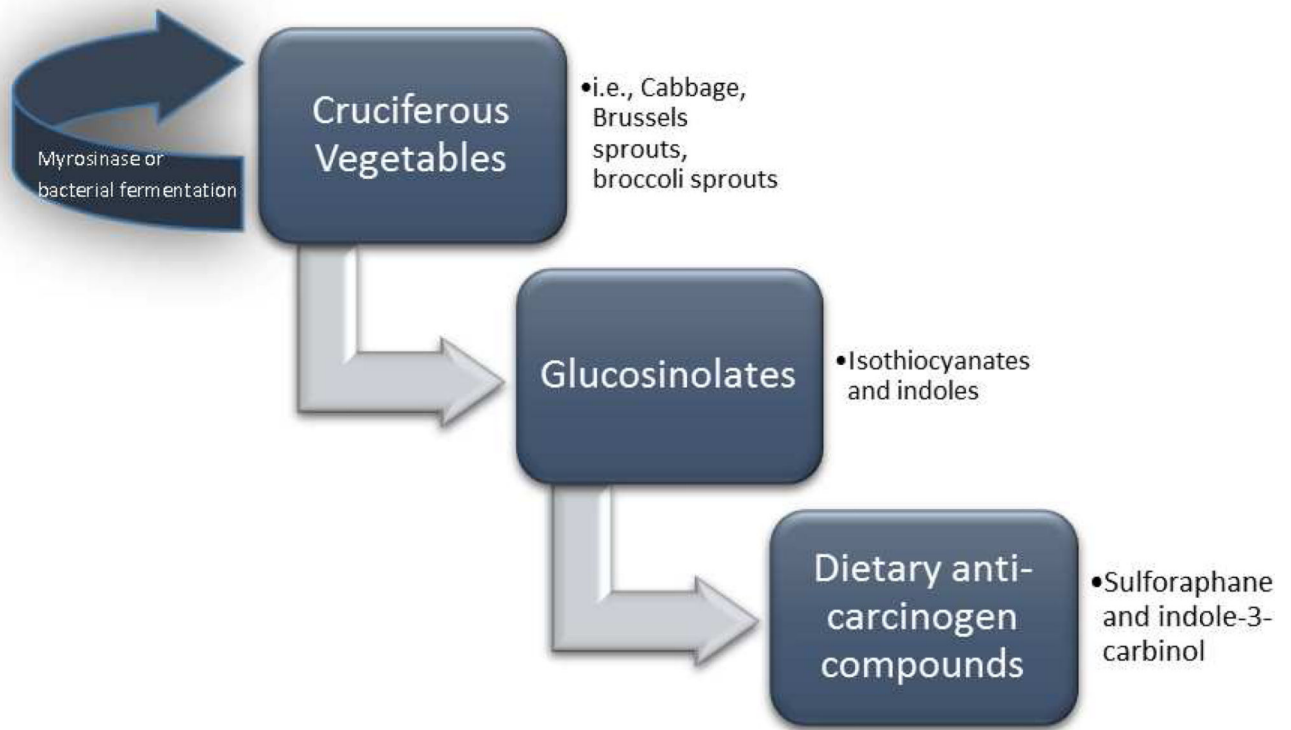 Myrosinase or
bacterial fermentation
Cruciferous
Vegetables
•i.e., Cabbage,
Brussels
sprouts,
broccoli sprouts
Glucosinolates
•Isothiocyanates
and indoles
Dietary anti-
carcinogen
compounds
•Sulforaphane
and indole-3-
carbinol